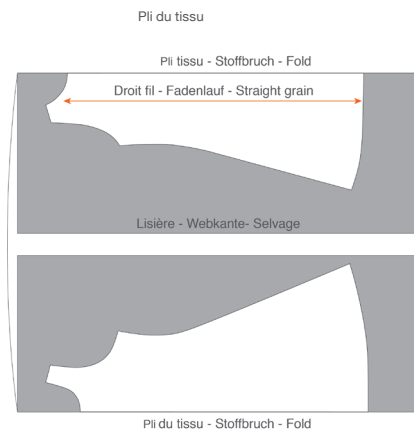 Pli du tissu
Pli tissu - Stoffbruch - Fold
Droit fil - Fadenlauf - Straight grain
Lisière - Webkante- Selvage
Pli du tissu - Stoffbruch - Fold